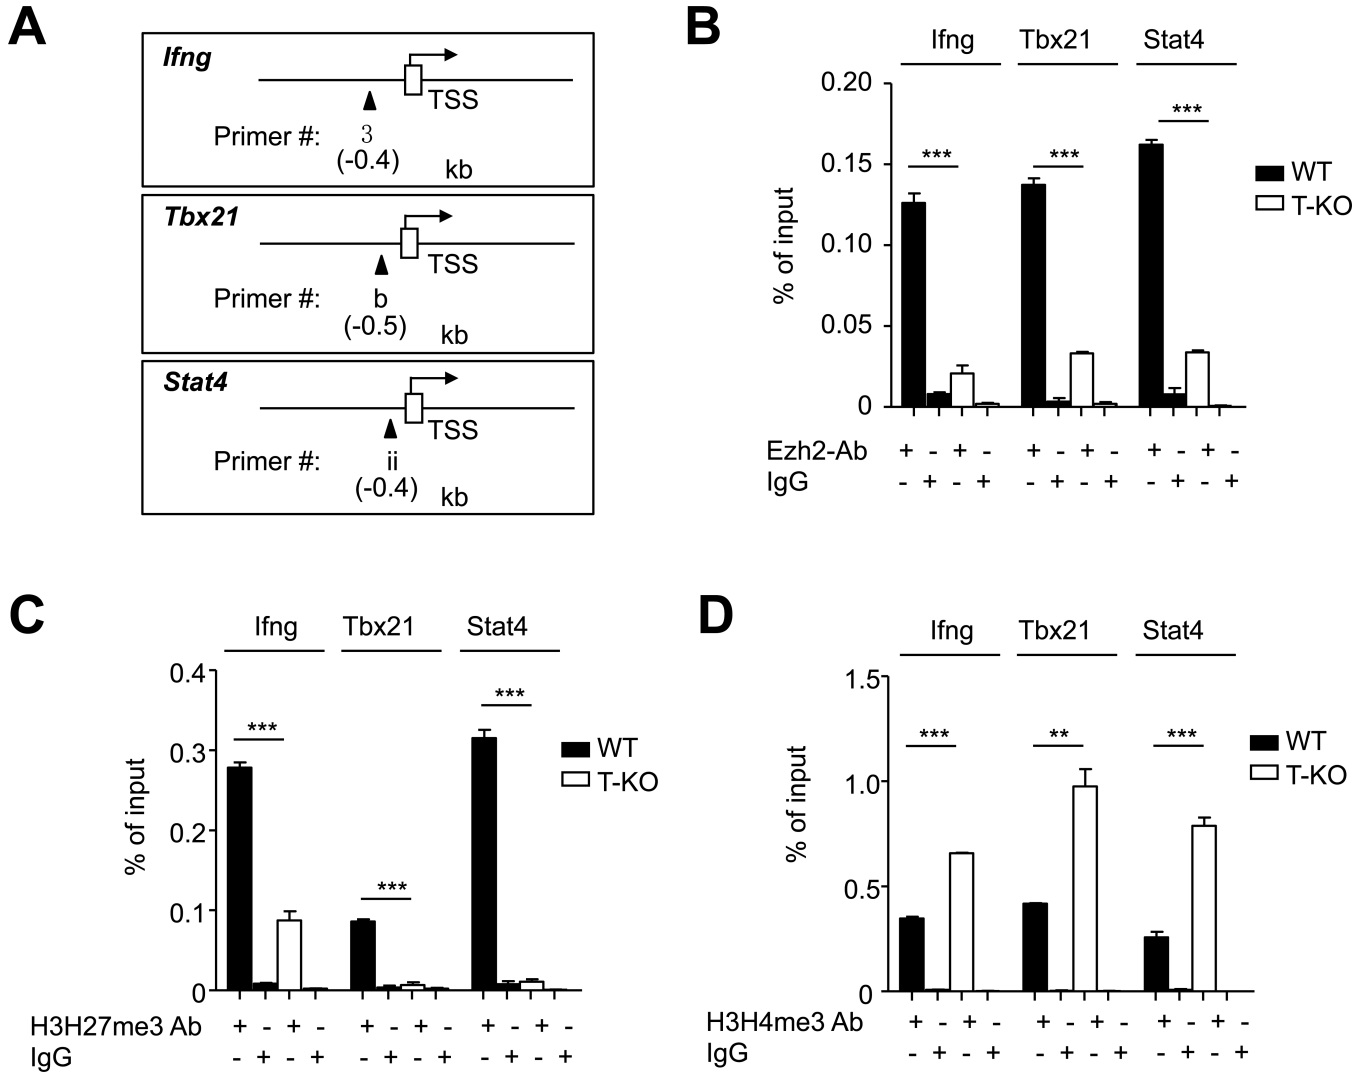 A
Ifng
TSS
Primer #: 3
(-0.4) kb
Tbx21
TSS
Primer #: b
(-0.5) kb
Stat4
TSS
Primer #: ii
(-0.4) kb
B
Ifng Tbx21 Stat4
% of input
0.20
0.15
0.10
0.05
0
*** *** ***
WT
T-KO
Ezh2-Ab + - + - + - + - + - + -
IgG - + - + - + - + - + - +
C
Ifng Tbx21 Stat4
% of input
0.4
0.3
0.2
0.1
0
*** *** ***
WT
T-KO
H3H27me3 Ab + - + - + - + - + - + -
IgG - + - + - + - + - + - +
D
Ifng Tbx21 Stat4
% of input
1.5
1.0
0.5
0
*** ** ***
WT
T-KO
H3H4me3 Ab + - + - + - + - + - + -
IgG - + - + - + - + - + - +